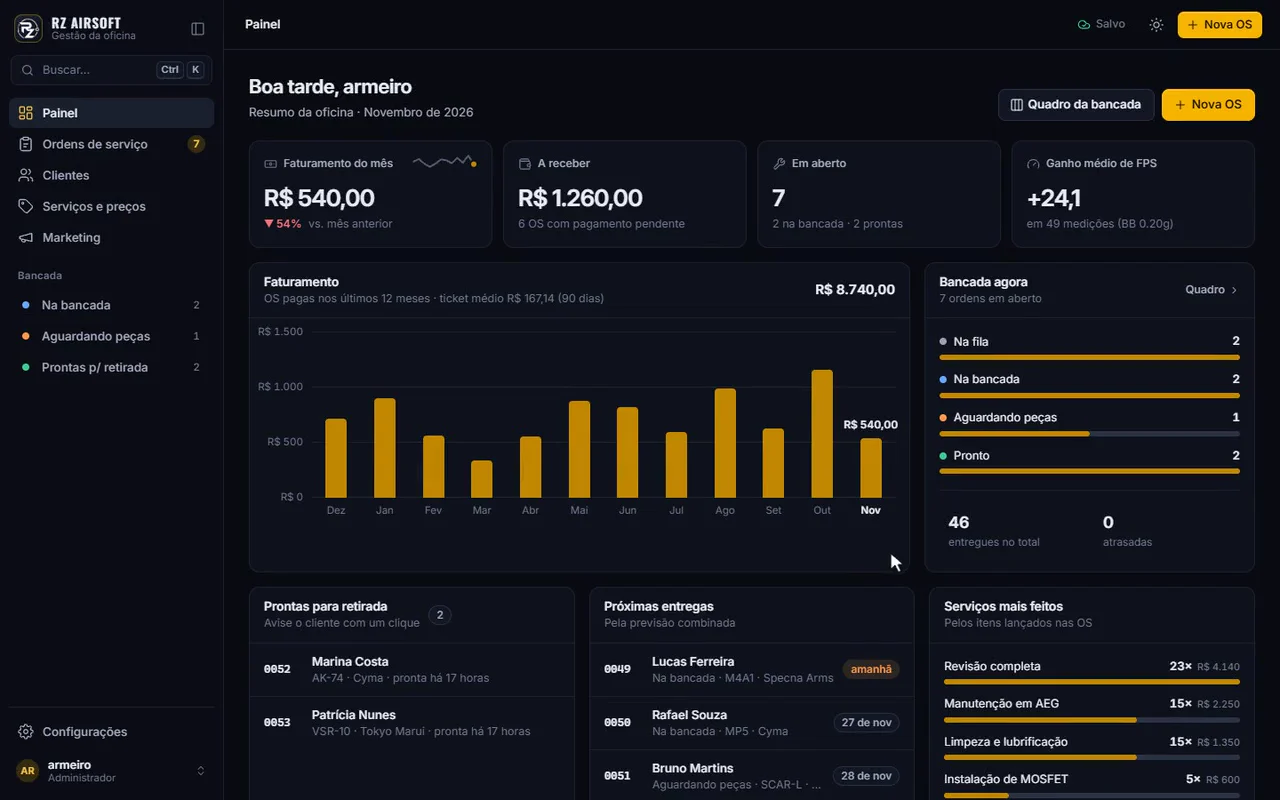 RZ AIRSOFT
Gestão da oficina
Buscar... Ctrl K
Painel
Ordens de serviço 7
Clientes
Serviços e preços
Marketing
Bancada
Na bancada 2
Aguardando peças 1
Prontas p/ retirada 2
Configurações
AR armeiro
Administrador
Painel
Salvo
+ Nova OS
Boa tarde, armeiro
Resumo da oficina · Novembro de 2026
Quadro da bancada
+ Nova OS
Faturamento do mês
R$ 540,00
▼ 54% vs. mês anterior
A receber
R$ 1.260,00
6 OS com pagamento pendente
Em aberto
7
2 na bancada · 2 prontas
Ganho médio de FPS
+24,1
em 49 medições (BB 0.20g)
Faturamento
OS pagas nos últimos 12 meses · ticket médio R$ 167,14 (90 dias)
R$ 8.740,00
R$ 1.500
R$ 1.000
R$ 500
R$ 0
R$ 540,00
Dez Jan Fev Mar Abr Mai Jun Jul Ago Set Out Nov
Bancada agora
7 ordens em aberto
Quadro >
Na fila 2
Na bancada 2
Aguardando peças 1
Pronto 2
46 0
entregues no total atrasadas
Prontas para retirada
Avise o cliente com um clique 2
0052 Marina Costa
AK-74 · Cyma · pronta há 17 horas
0053 Patrícia Nunes
VSR-10 · Tokyo Marui · pronta há 17 horas
Próximas entregas
Pela previsão combinada
0049 Lucas Ferreira
Na bancada · M4A1 · Specna Arms amanhã
0050 Rafael Souza
Na bancada · MP5 · Cyma 27 de nov
0051 Bruno Martins
Aguardando peças · SCAR-L · ... 28 de nov
Serviços mais feitos
Pelos itens lançados nas OS
Revisão completa 23× R$ 4.140
Manutenção em AEG 15× R$ 2.250
Limpeza e lubrificação 15× R$ 1.350
Instalação de MOSFET 5× R$ 600